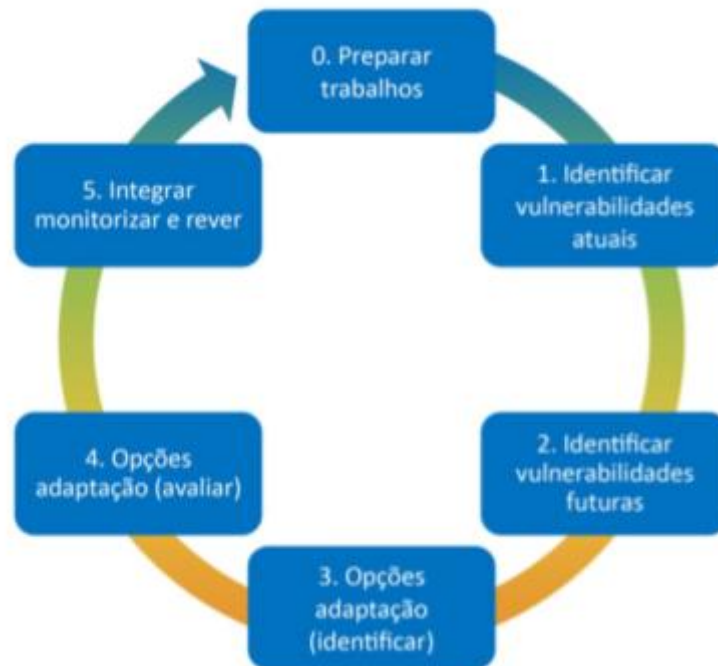 0. Preparar
trabalhos
1. Identificar
vulnerabilidades
atuais
2. Identificar
vulnerabilidades
futuras
3. Opções
adaptação
(identificar)
4. Opções
adaptação (avaliar)
5. Integrar
monitorizar e rever